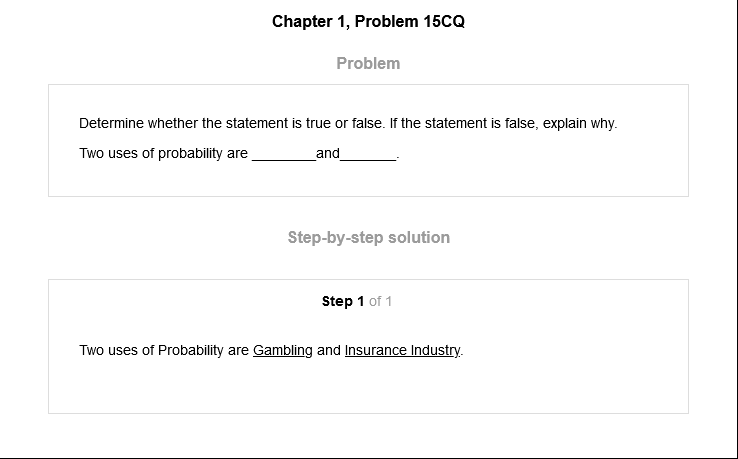 Chapter 1, Problem 15CQ
Problem
Determine whether the statement is true or false. If the statement is false, explain why.
Two uses of probability are ________and_______.
Step-by-step solution
Step 1 of 1
Two uses of Probability are Gambling and Insurance Industry.